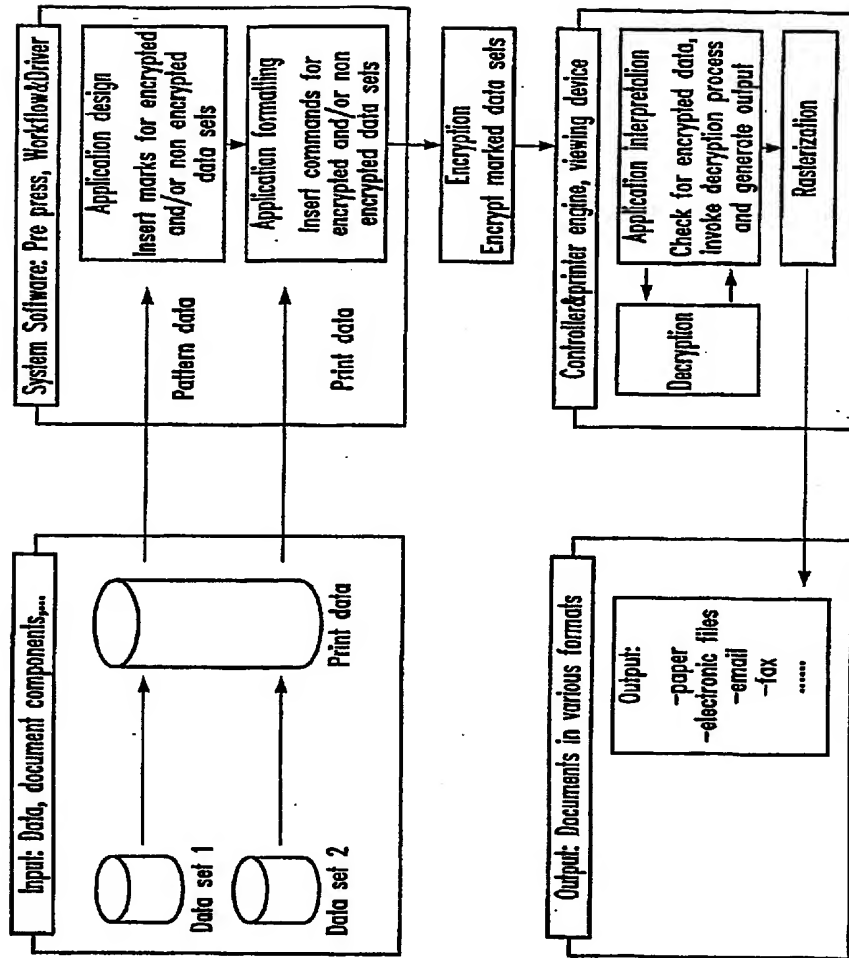 Input: Data, document components,...
Data set 1
Data set 2
Print data
System Software: Pre press, Workflow&Driver
Pattern data
Print data
Application design
Insert marks for encrypted
and/or non encrypted
data sets
Application formatting
Insert commands for
encrypted and/or non
encrypted data sets
Encryption
Encrypt marked data sets
Controller&printer engine, viewing device
Decryption
Application interpretation
Check for encrypted data,
invoke decryption process
and generate output
Rasterization
Output: Documents in various formats
Output:
-paper
-electronic files
-email
-fax
......